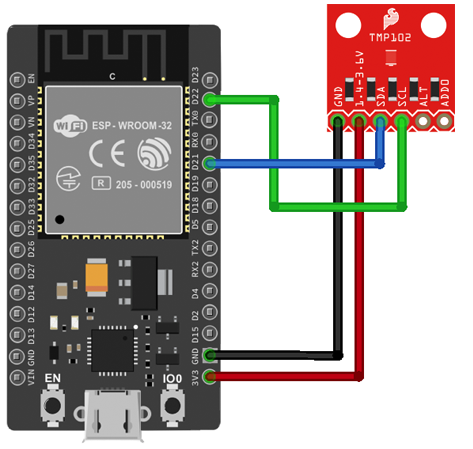 TMP102
GND
1.4-3.6V
SDA
SCL
ALT
ADD0
C
Wi Fi
ESP - WROOM-32
CE
R
205 - 000519
EN
VP
VN
D34
D35
D32
D33
D25
D26
D27
D14
D12
D13
GND
VIN
D23
D22
TX0
RX0
D21
D19
D18
D5
TX2
RX2
D4
D2
D15
GND
3V3
EN
IO0